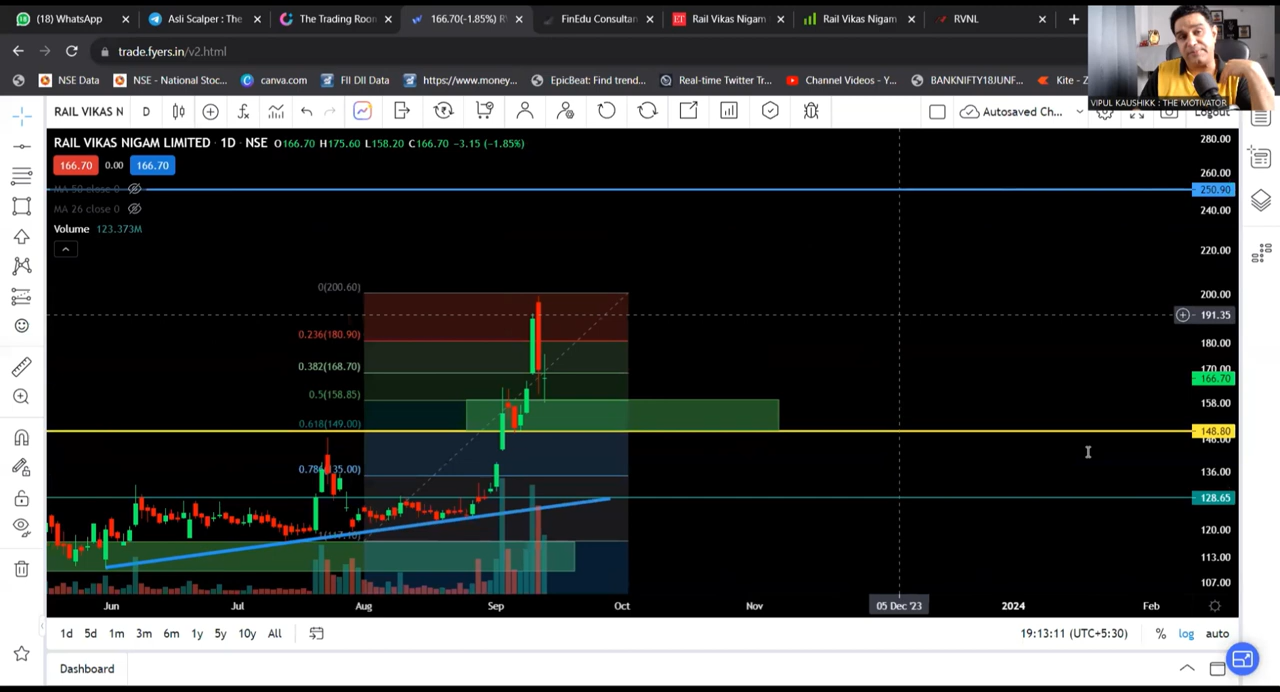 (18) WhatsApp
Asli Scalper : The
The Trading Roon
166.70(-1.85%) R
FinEdu Consultan
ET Rail Vikas Nigam
Rail Vikas Nigam
RVNL
trade.fyers.in/v2.html
NSE Data
NSE - National Stoc...
canva.com
FII DII Data
https://www.money...
EpicBeat: Find trend...
Real-time Twitter Tr...
Channel Videos - Y...
BANKNIFTY18JUNF...
Kite - Z
VIPUL KAUSHIKK : THE MOTIVATOR
RAIL VIKAS N
D
Autosaved Ch...
Logout
RAIL VIKAS NIGAM LIMITED · 1D · NSE O166.70 H175.60 L158.20 C166.70 −3.15 (−1.85%)
166.70 0.00 166.70
MA 50 close 0
MA 26 close 0
Volume 123.373M
280.00
260.00
250.90
240.00
220.00
200.00
191.35
180.00
170.00
166.70
158.00
148.80
146.00
136.00
128.65
120.00
113.00
107.00
0(200.60)
0.236(180.90)
0.382(168.70)
0.5(158.85)
0.618(149.00)
0.786(135.00)
Jun Jul Aug Sep Oct Nov 05 Dec '23 2024 Feb
1d 5d 1m 3m 6m 1y 5y 10y All
19:13:11 (UTC+5:30) % log auto
Dashboard